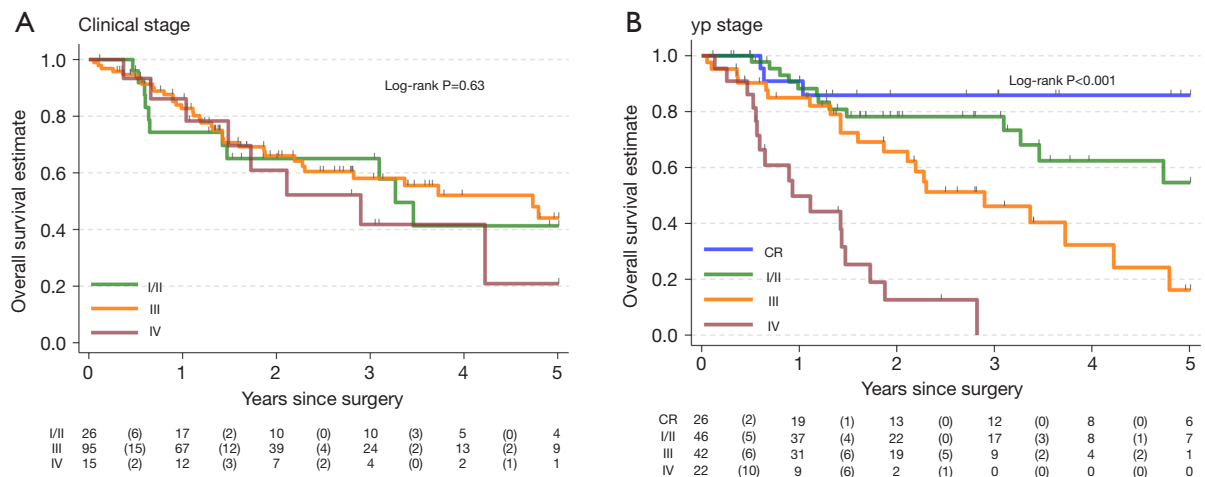 A
Clinical stage
1.0
0.8
0.6
0.4
0.2
0.0
Overall survival estimate
Log-rank P=0.63
I/II
III
IV
0 1 2 3 4 5
Years since surgery
I/II 26 (6) 17 (2) 10 (0) 10 (3) 5 (0) 4
III 95 (15) 67 (12) 39 (4) 24 (2) 13 (2) 9
IV 15 (2) 12 (3) 7 (2) 4 (0) 2 (1) 1
B
yp stage
1.0
0.8
0.6
0.4
0.2
0.0
Overall survival estimate
Log-rank P<0.001
CR
I/II
III
IV
0 1 2 3 4 5
Years since surgery
CR 26 (2) 19 (1) 13 (0) 12 (0) 8 (0) 6
I/II 46 (5) 37 (4) 22 (0) 17 (3) 8 (1) 7
III 42 (6) 31 (6) 19 (5) 9 (2) 4 (2) 1
IV 22 (10) 9 (6) 2 (1) 0 (0) 0 (0) 0